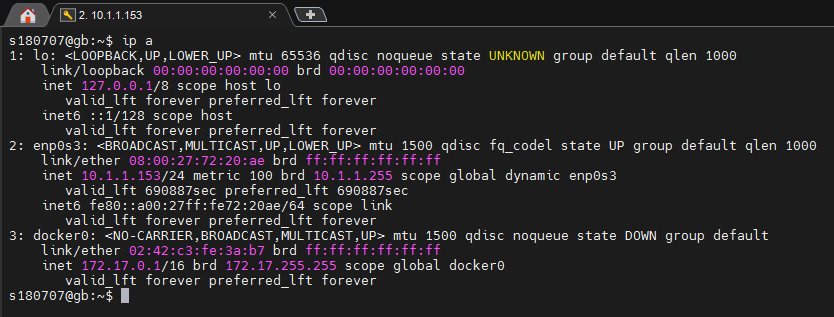 2. 10.1.1.153
s180707@gb:~$ ip a
1: lo: <LOOPBACK,UP,LOWER_UP> mtu 65536 qdisc noqueue state UNKNOWN group default qlen 1000
    link/loopback 00:00:00:00:00:00 brd 00:00:00:00:00:00
    inet 127.0.0.1/8 scope host lo
       valid_lft forever preferred_lft forever
    inet6 ::1/128 scope host
       valid_lft forever preferred_lft forever
2: enp0s3: <BROADCAST,MULTICAST,UP,LOWER_UP> mtu 1500 qdisc fq_codel state UP group default qlen 1000
    link/ether 08:00:27:72:20:ae brd ff:ff:ff:ff:ff:ff
    inet 10.1.1.153/24 metric 100 brd 10.1.1.255 scope global dynamic enp0s3
       valid_lft 690887sec preferred_lft 690887sec
    inet6 fe80::a00:27ff:fe72:20ae/64 scope link
       valid_lft forever preferred_lft forever
3: docker0: <NO-CARRIER,BROADCAST,MULTICAST,UP> mtu 1500 qdisc noqueue state DOWN group default
    link/ether 02:42:c3:fe:3a:b7 brd ff:ff:ff:ff:ff:ff
    inet 172.17.0.1/16 brd 172.17.255.255 scope global docker0
       valid_lft forever preferred_lft forever
s180707@gb:~$